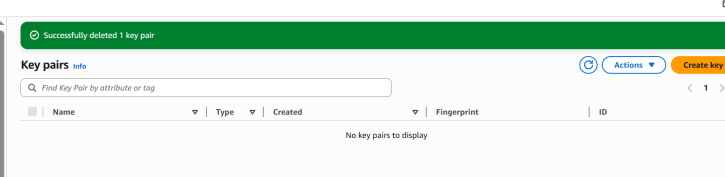 Successfully deleted 1 key pair
Key pairs Info
Actions
Create key
Find Key Pair by attribute or tag
1
Name Type Created Fingerprint ID
No key pairs to display